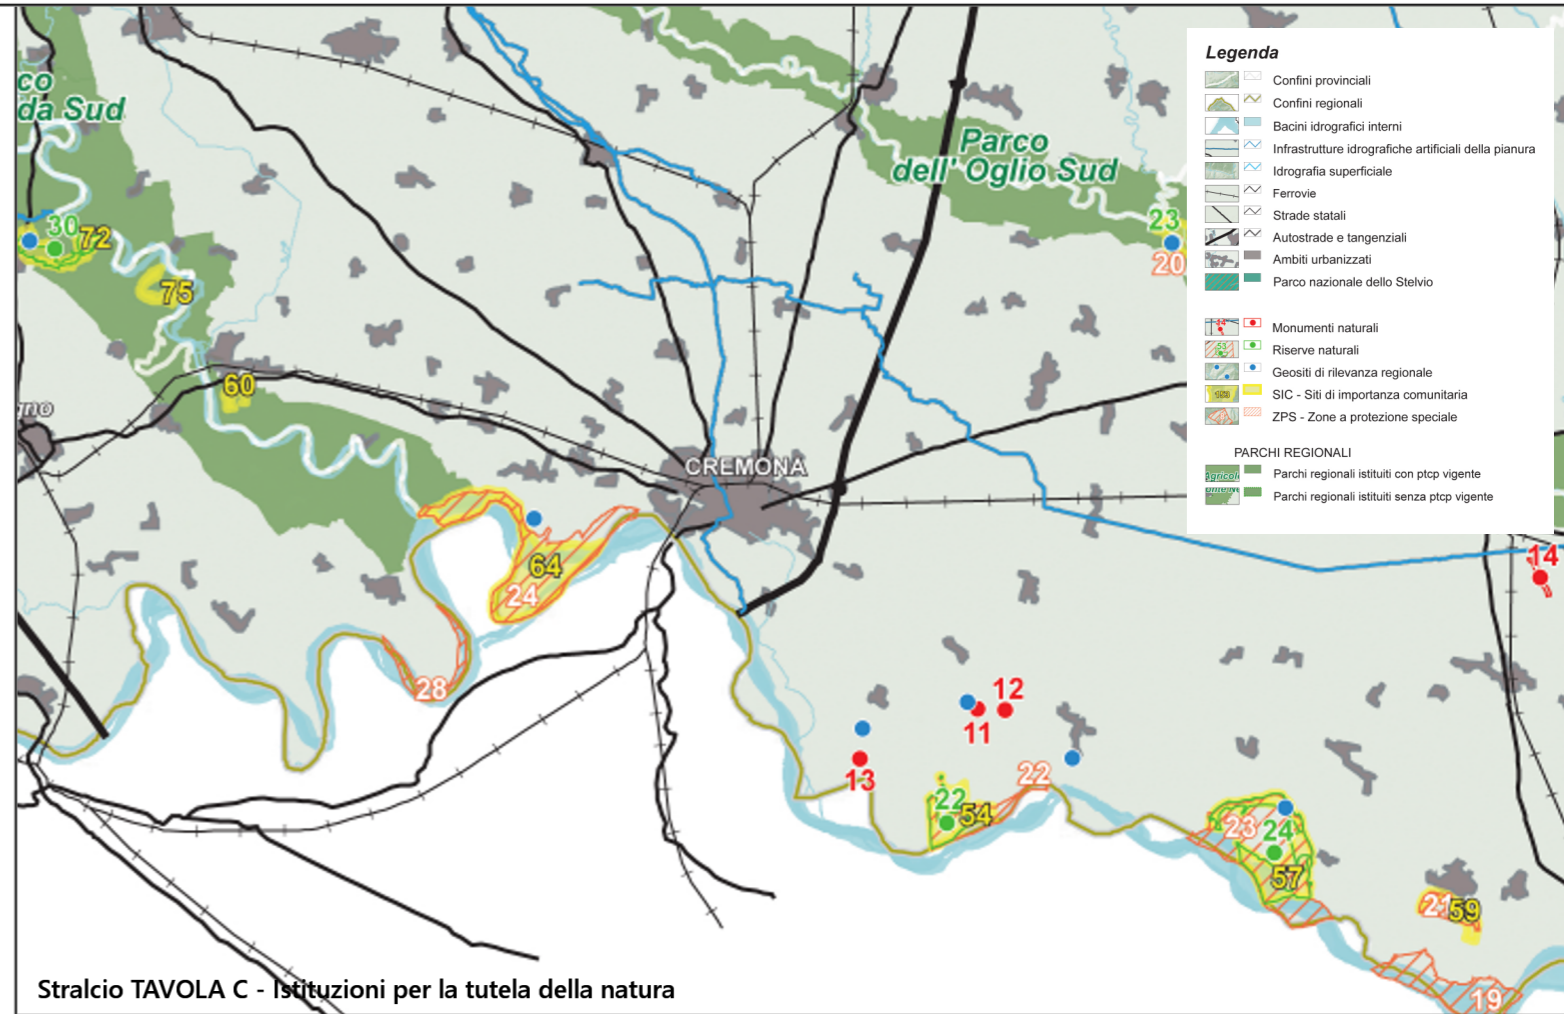 co
da Sud
Parco
dell' Oglio Sud
30
72
75
60
gno
23
20
CREMONA
64
24
28
12
11
13
22
22
54
23
24
57
21
59
19
14
Legenda
Confini provinciali
Confini regionali
Bacini idrografici interni
Infrastrutture idrografiche artificiali della pianura
Idrografia superficiale
Ferrovie
Strade statali
Autostrade e tangenziali
Ambiti urbanizzati
Parco nazionale dello Stelvio
Monumenti naturali
Riserve naturali
Geositi di rilevanza regionale
SIC - Siti di importanza comunitaria
ZPS - Zone a protezione speciale
PARCHI REGIONALI
Agricol
Parchi regionali istituiti con ptcp vigente
Parchi regionali istituiti senza ptcp vigente
Stralcio TAVOLA C - Istituzioni per la tutela della natura